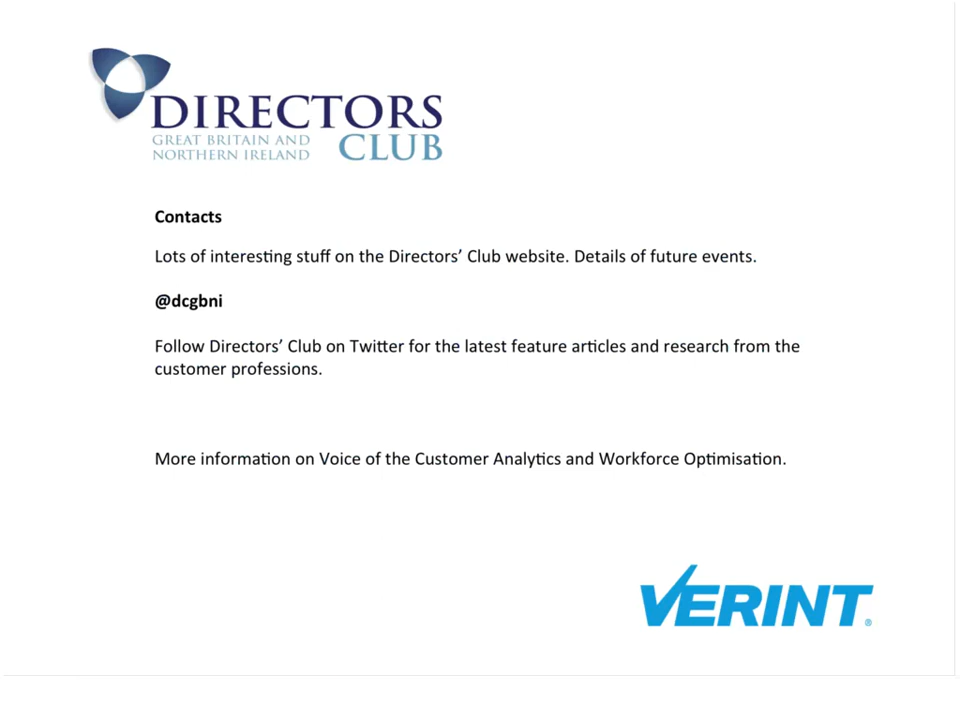 DIRECTORS
GREAT BRITAIN AND
NORTHERN IRELAND CLUB
Contacts
Lots of interesting stuff on the Directors’ Club website. Details of future events.
@dcgbni
Follow Directors’ Club on Twitter for the latest feature articles and research from the
customer professions.
More information on Voice of the Customer Analytics and Workforce Optimisation.
VERINT®